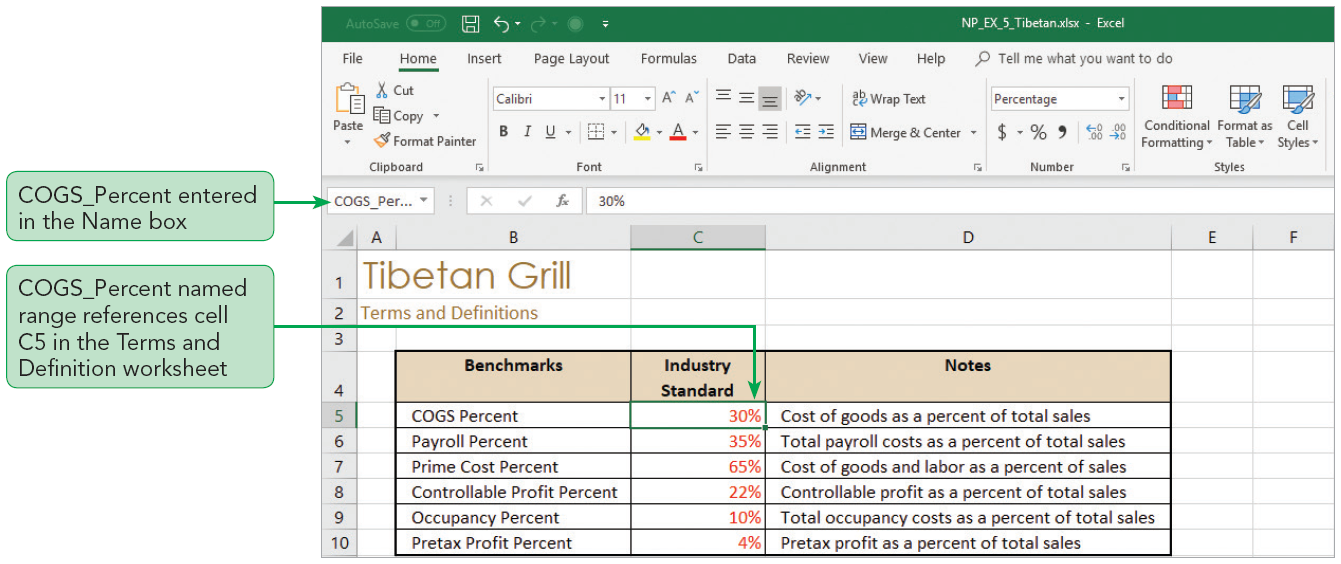 AutoSave Off NP_EX_5_Tibetan.xlsx - Excel
File Home Insert Page Layout Formulas Data Review View Help Tell me what you want to do
Cut
Copy
Format Painter
Paste
Clipboard
Calibri 11 A A
B I U A
Font
ab Wrap Text
Merge & Center
Alignment
Percentage
$ % 9 .00 .00
Number
Conditional Formatting
Format as Table
Cell Styles
Styles
COGS_Percent entered
in the Name box
COGS_Per... fx 30%
A B C D E F
COGS_Percent named
range references cell
C5 in the Terms and
Definition worksheet
1 Tibetan Grill
2 Terms and Definitions
3
4 Benchmarks Industry Standard Notes
5 COGS Percent 30% Cost of goods as a percent of total sales
6 Payroll Percent 35% Total payroll costs as a percent of total sales
7 Prime Cost Percent 65% Cost of goods and labor as a percent of sales
8 Controllable Profit Percent 22% Controllable profit as a percent of total sales
9 Occupancy Percent 10% Total occupancy costs as a percent of total sales
10 Pretax Profit Percent 4% Pretax profit as a percent of total sales